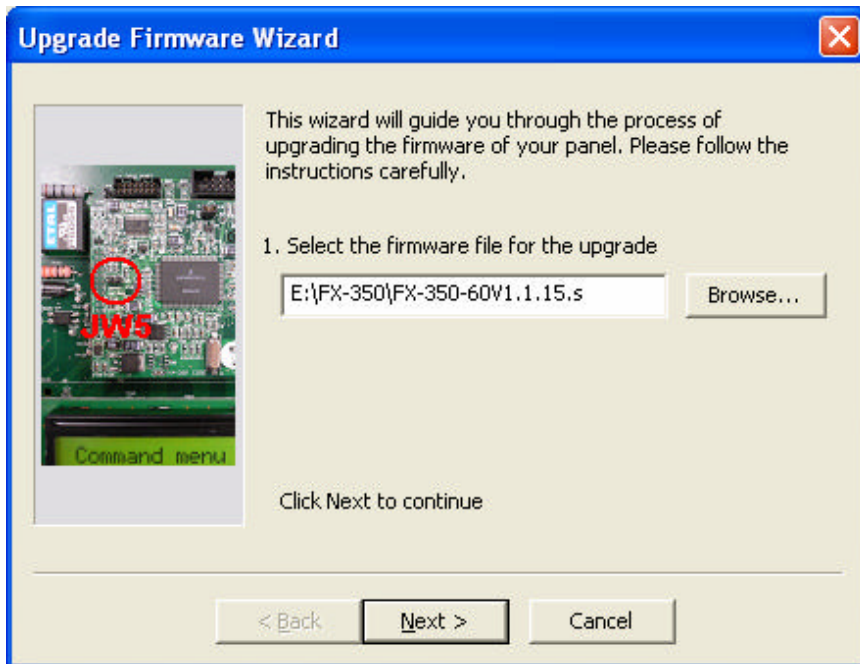 Upgrade Firmware Wizard
This wizard will guide you through the process of
upgrading the firmware of your panel. Please follow the
instructions carefully.
1. Select the firmware file for the upgrade
E:\FX-350\FX-350-60V1.1.15.s
Browse...
ETAL
JW5
Command menu
Click Next to continue
< Back
Next >
Cancel